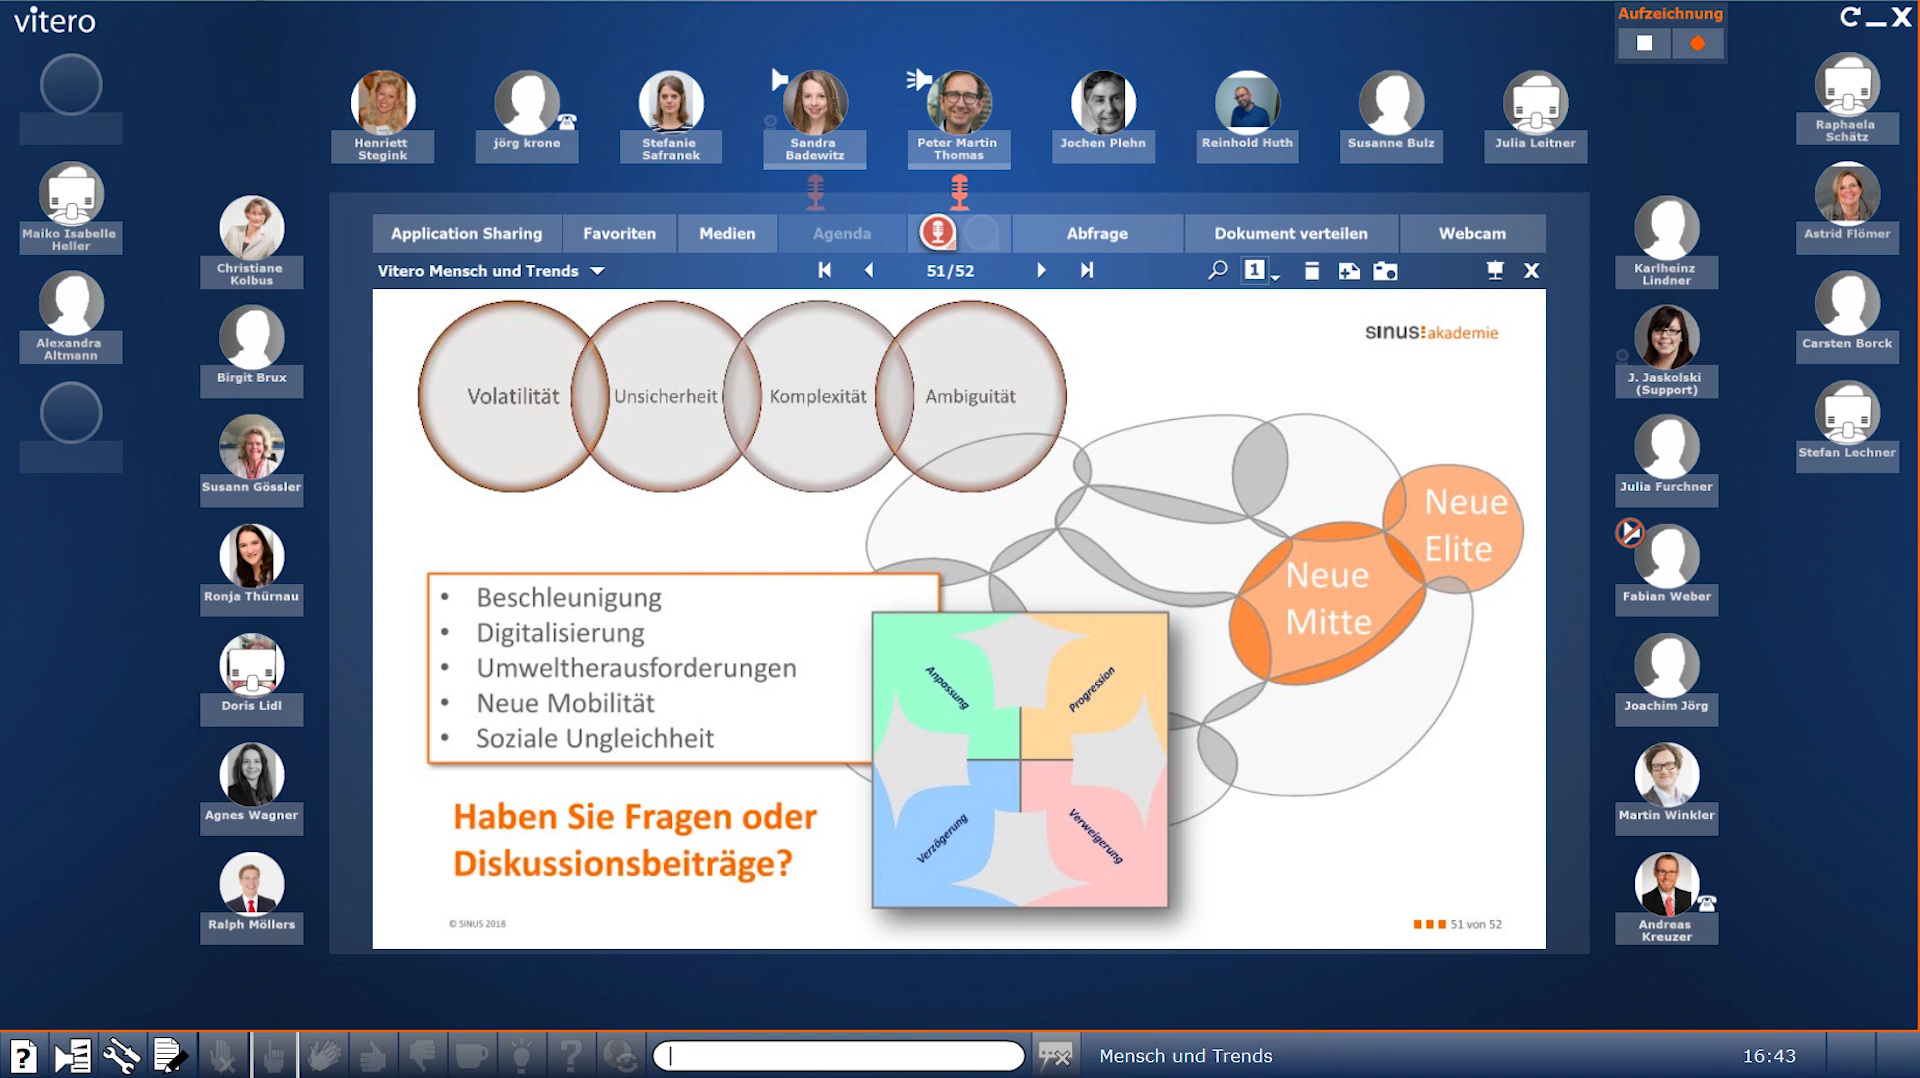 vitero
Aufzeichnung
Henriett
Stegink
jörg krone
Stefanie
Safranek
Sandra
Badewitz
Peter Martin
Thomas
Jochen Plehn
Reinhold Huth
Susanne Bulz
Julia Leitner
Raphaela
Schätz
Maiko Isabelle
Heller
Astrid Flömer
Alexandra
Altmann
Carsten Borck
Stefan Lechner
Christiane
Kolbus
Birgit Brux
Susann Gössler
Ronja Thürnau
Doris Lidl
Agnes Wagner
Ralph Möllers
Karlheinz
Lindner
J. Jaskolski
(Support)
Julia Furchner
Fabian Weber
Joachim Jörg
Martin Winkler
Andreas
Kreuzer
Application Sharing
Favoriten
Medien
Agenda
Abfrage
Dokument verteilen
Webcam
Vitero Mensch und Trends
51/52
1
Volatilität
Unsicherheit
Komplexität
Ambiguität
sinus:akademie
Neue
Elite
Neue
Mitte
• Beschleunigung
• Digitalisierung
• Umweltherausforderungen
• Neue Mobilität
• Soziale Ungleichheit
Anpassung
Progression
Verzögerung
Verweigerung
Haben Sie Fragen oder
Diskussionsbeiträge?
© SINUS 2018
51 von 52
?
?
Mensch und Trends
16:43